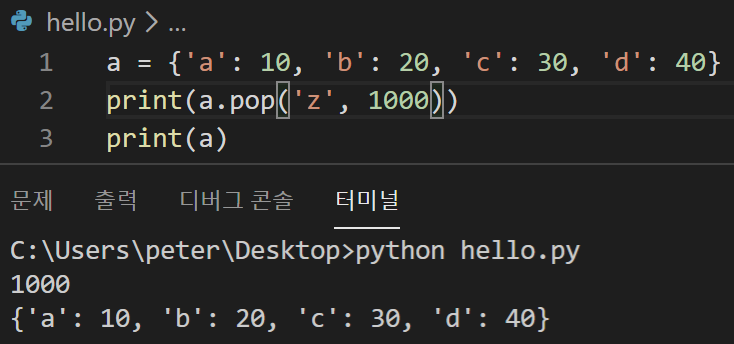 hello.py > ...
1 a = {'a': 10, 'b': 20, 'c': 30, 'd': 40}
2 print(a.pop('z', 1000))
3 print(a)
문제 출력 디버그 콘솔 터미널
C:\Users\peter\Desktop>python hello.py
1000
{'a': 10, 'b': 20, 'c': 30, 'd': 40}